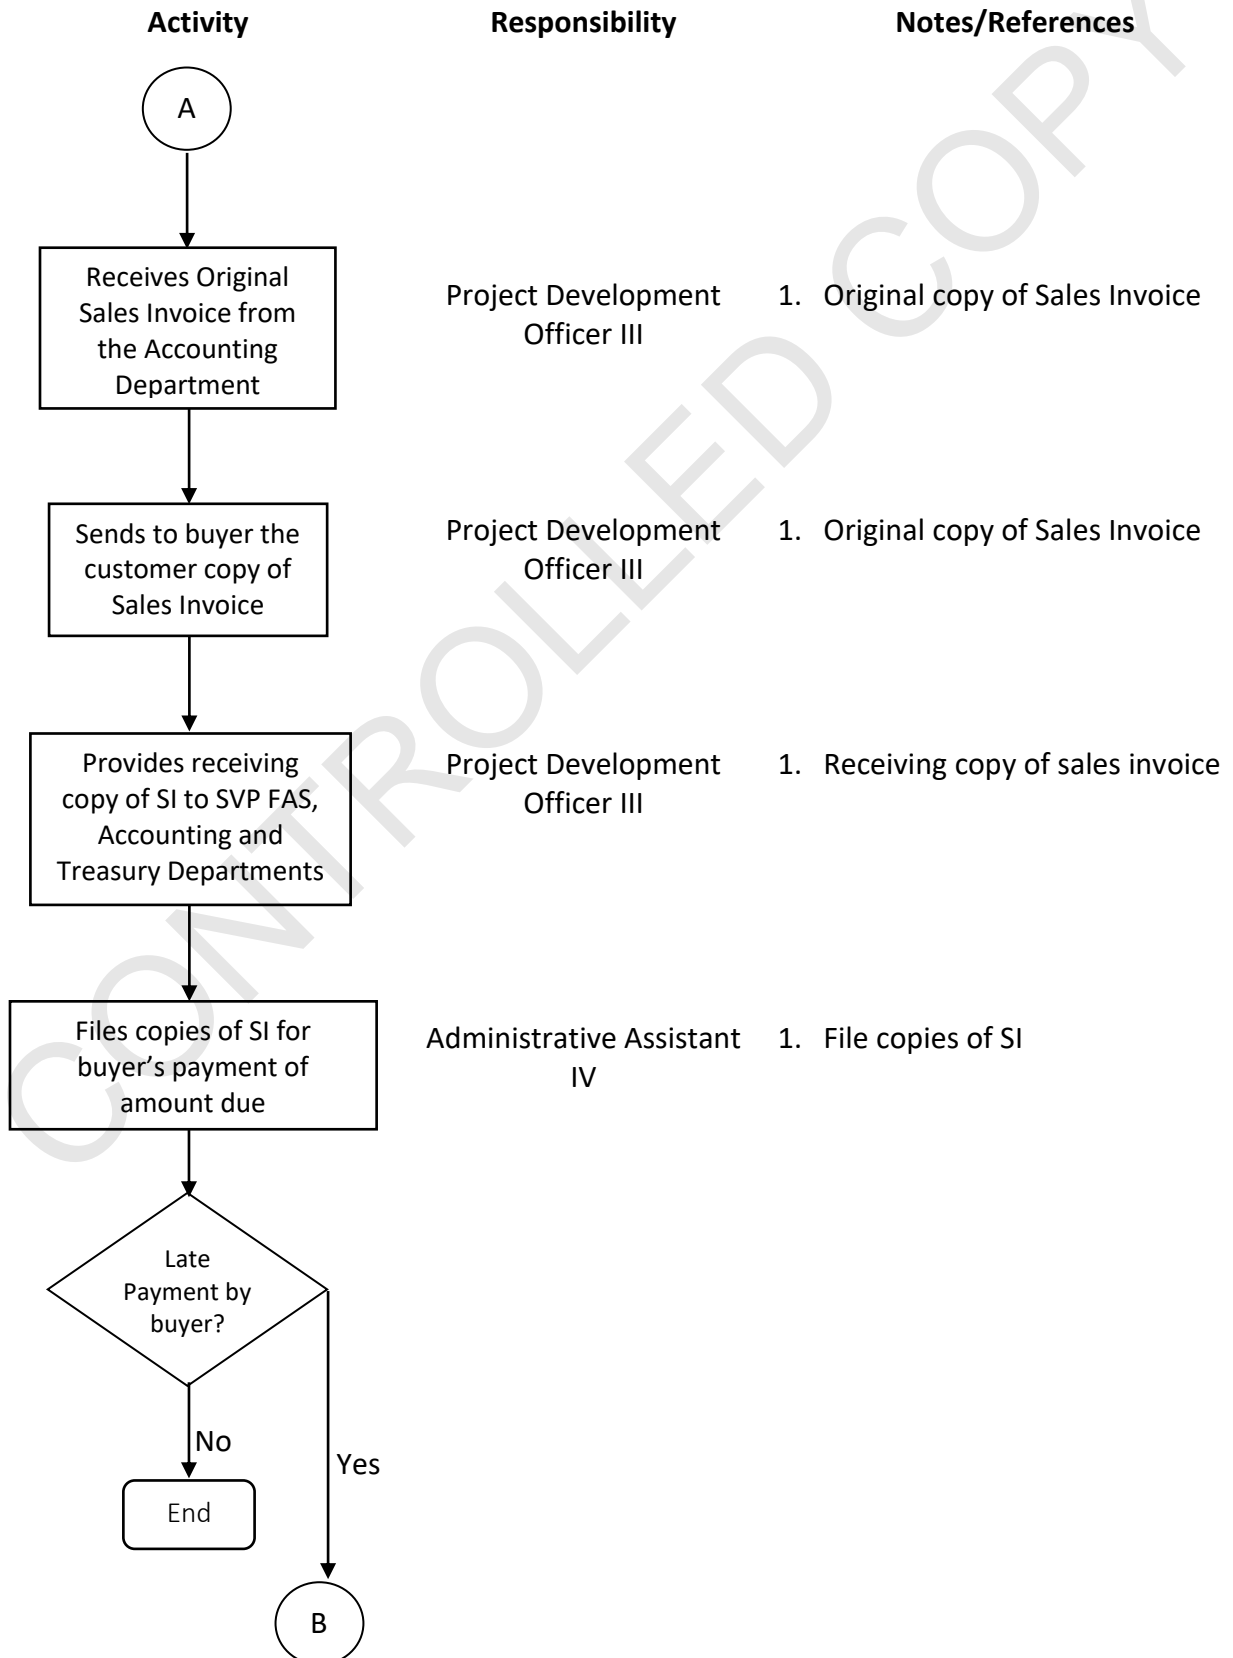 Activity Responsibility Notes/References
A
Receives Original
Sales Invoice from
the Accounting
Department
Project Development
Officer III
1. Original copy of Sales Invoice
Sends to buyer the
customer copy of
Sales Invoice
Project Development
Officer III
1. Original copy of Sales Invoice
Provides receiving
copy of SI to SVP FAS,
Accounting and
Treasury Departments
Project Development
Officer III
1. Receiving copy of sales invoice
Files copies of SI for
buyer’s payment of
amount due
Administrative Assistant
IV
1. File copies of SI
Late
Payment by
buyer?
No
Yes
End
B
CONTROLLED COPY